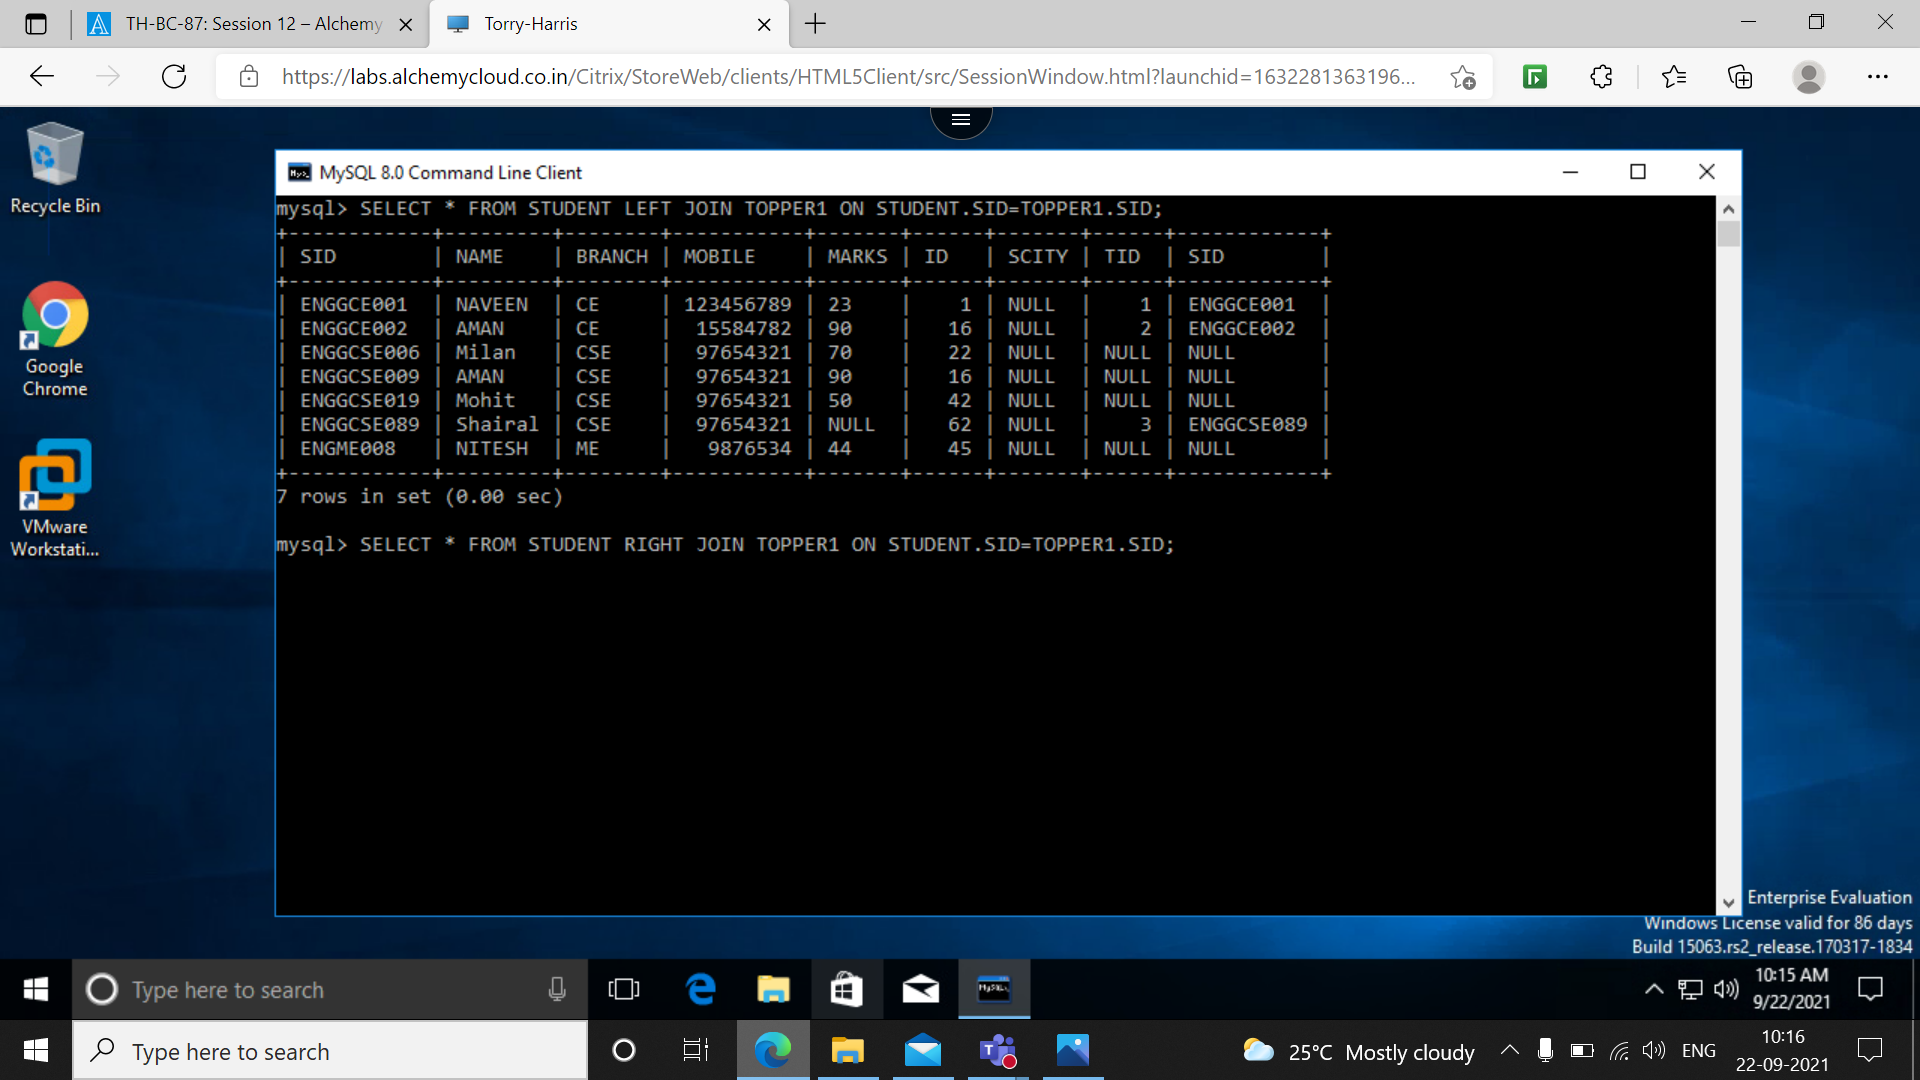 TH-BC-87: Session 12 – Alchemy
Torry-Harris
https://labs.alchemycloud.co.in/Citrix/StoreWeb/clients/HTML5Client/src/SessionWindow.html?launchid=1632281363196...
Recycle Bin
Google
Chrome
VMware
Workstati...
MySQL 8.0 Command Line Client
mysql> SELECT * FROM STUDENT LEFT JOIN TOPPER1 ON STUDENT.SID=TOPPER1.SID;
+------------+---------+--------+-----------+-------+------+-------+------+------------+
| SID        | NAME    | BRANCH | MOBILE    | MARKS | ID   | SCITY | TID  | SID        |
+------------+---------+--------+-----------+-------+------+-------+------+------------+
| ENGGCE001  | NAVEEN  | CE     | 123456789 | 23    |    1 | NULL  |    1 | ENGGCE001  |
| ENGGCE002  | AMAN    | CE     |  15584782 | 90    |   16 | NULL  |    2 | ENGGCE002  |
| ENGGCSE006 | Milan   | CSE    |  97654321 | 70    |   22 | NULL  | NULL | NULL       |
| ENGGCSE009 | AMAN    | CSE    |  97654321 | 90    |   16 | NULL  | NULL | NULL       |
| ENGGCSE019 | Mohit   | CSE    |  97654321 | 50    |   42 | NULL  | NULL | NULL       |
| ENGGCSE089 | Shairal | CSE    |  97654321 | NULL  |   62 | NULL  |    3 | ENGGCSE089 |
| ENGME008   | NITESH  | ME     |   9876534 | 44    |   45 | NULL  | NULL | NULL       |
+------------+---------+--------+-----------+-------+------+-------+------+------------+
7 rows in set (0.00 sec)
mysql> SELECT * FROM STUDENT RIGHT JOIN TOPPER1 ON STUDENT.SID=TOPPER1.SID;
Enterprise Evaluation
Windows License valid for 86 days
Build 15063.rs2_release.170317-1834
Type here to search
10:15 AM
9/22/2021
Type here to search
25°C Mostly cloudy
ENG
10:16
22-09-2021